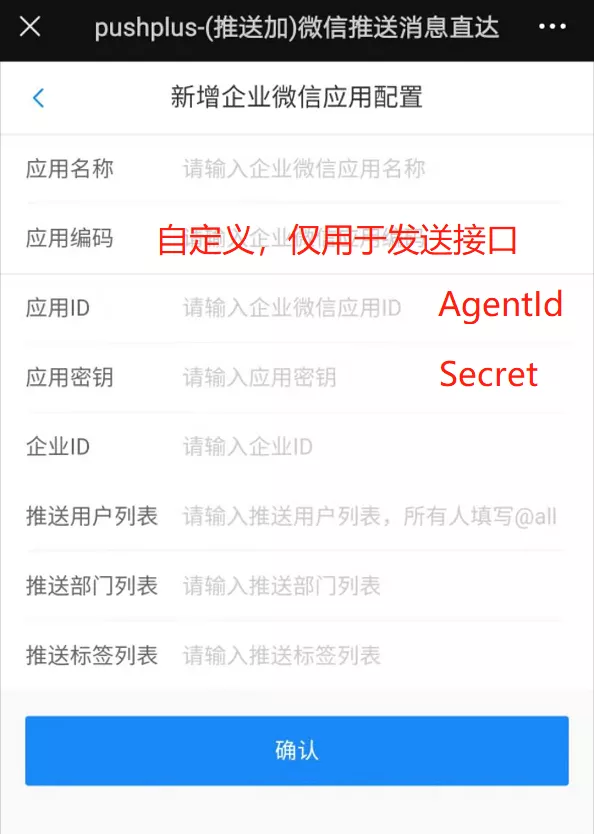 pushplus-(推送加)微信推送消息直达
新增企业微信应用配置
应用名称 请输入企业微信应用名称
应用编码 自定义，仅用于发送接口
应用ID 请输入企业微信应用ID AgentId
应用密钥 请输入应用密钥 Secret
企业ID 请输入企业ID
推送用户列表 请输入推送用户列表，所有人填写@all
推送部门列表 请输入推送部门列表
推送标签列表 请输入推送标签列表
确认